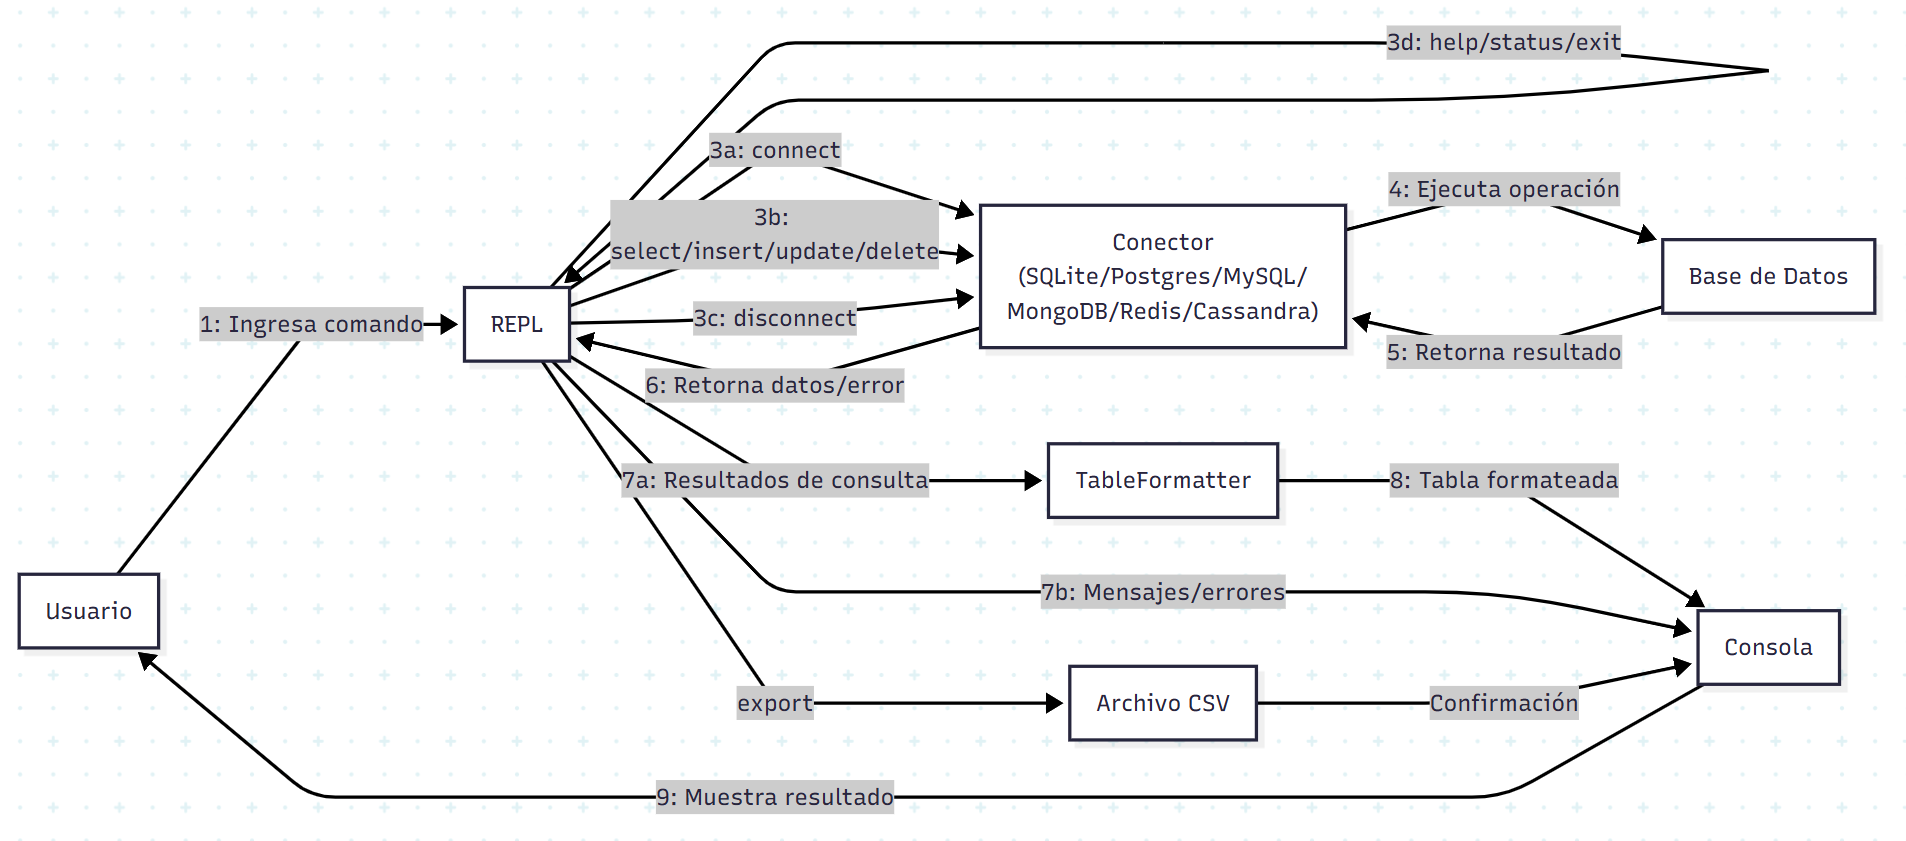 3d: help/status/exit
3a: connect
3b:
select/insert/update/delete
4: Ejecuta operación
Conector
(SQLite/Postgres/MySQL/
MongoDB/Redis/Cassandra)
Base de Datos
1: Ingresa comando
REPL
3c: disconnect
5: Retorna resultado
6: Retorna datos/error
7a: Resultados de consulta
TableFormatter
8: Tabla formateada
7b: Mensajes/errores
Usuario
Consola
export
Archivo CSV
Confirmación
9: Muestra resultado